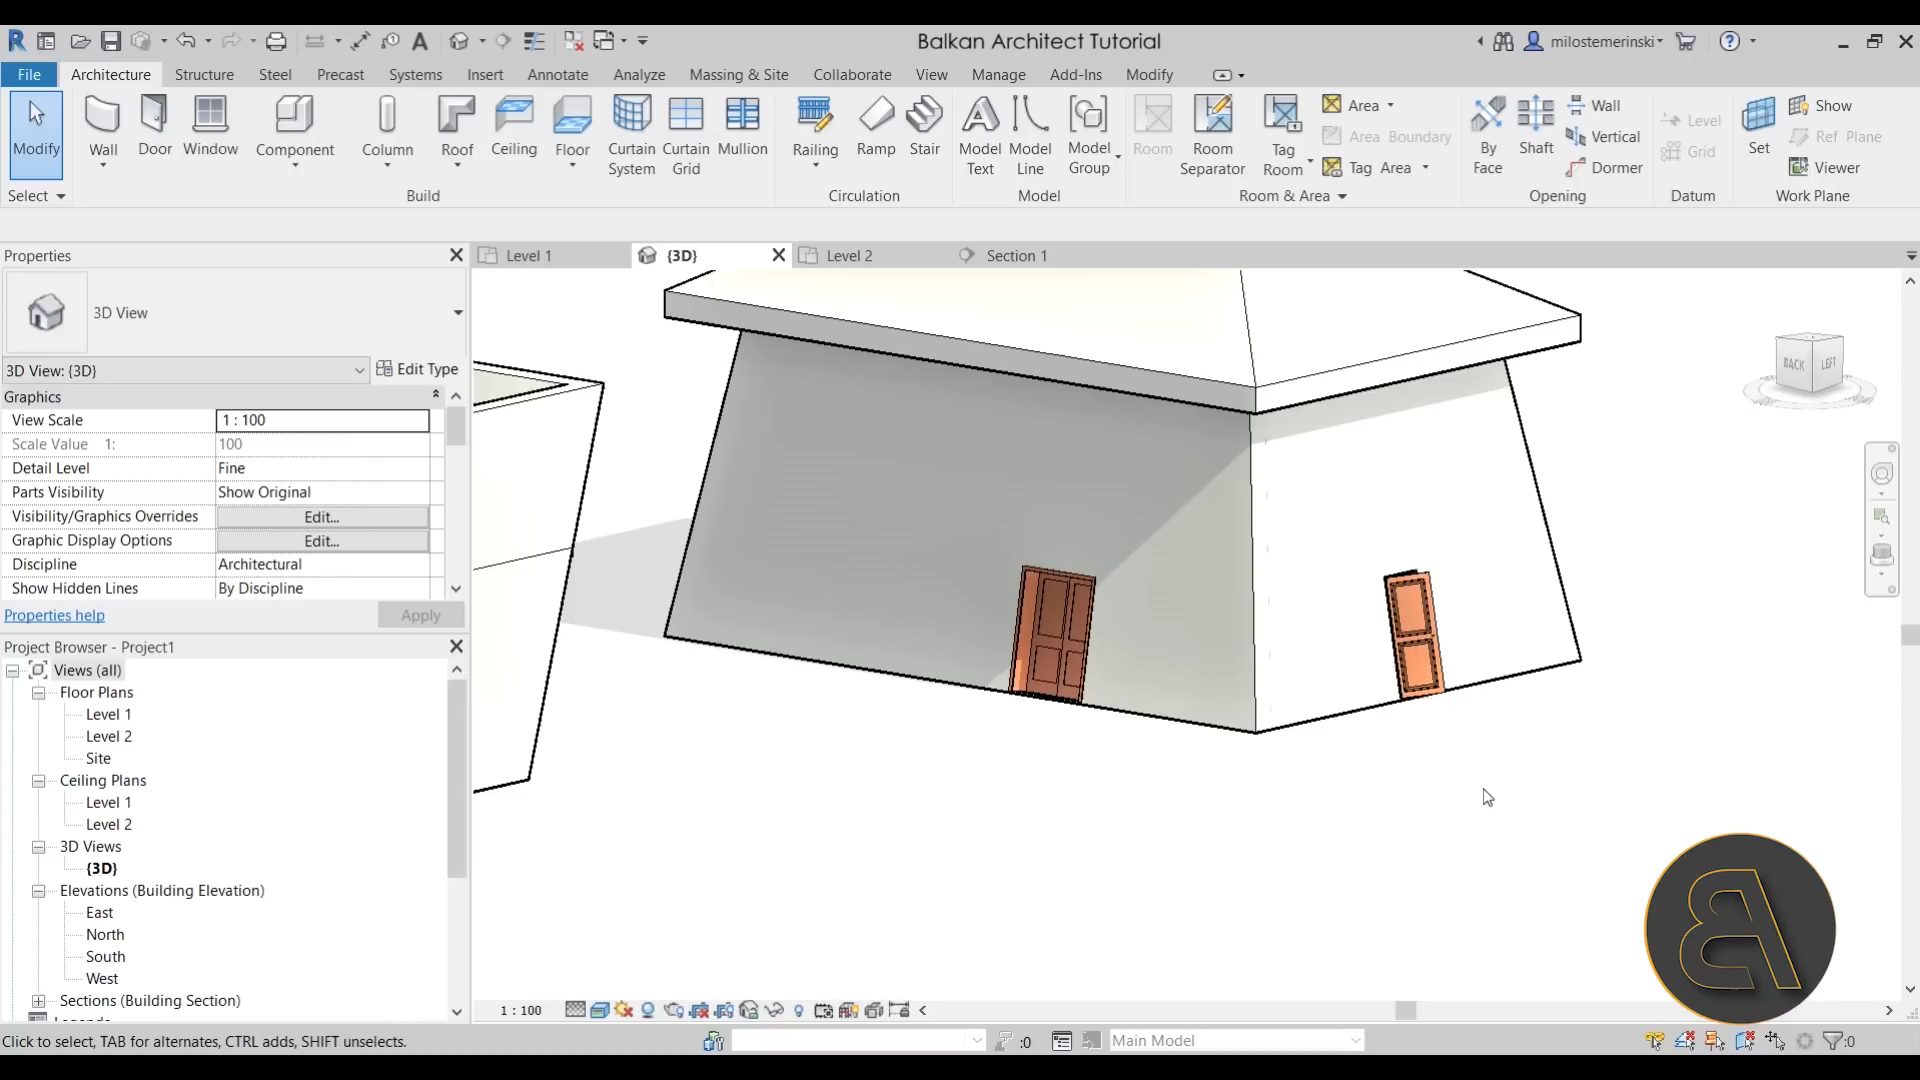 Balkan Architect Tutorial
milostemerinski
File Architecture Structure Steel Precast Systems Insert Annotate Analyze Massing & Site Collaborate View Manage Add-Ins Modify
Modify Wall Door Window Component Column Roof Ceiling Floor Curtain System Curtain Grid Mullion Railing Ramp Stair Model Text Model Line Model Group Room Room Separator Tag Room
Area
Area Boundary
Tag Area
By Face Shaft
Wall
Vertical
Dormer
Level
Grid
Set
Show
Ref Plane
Viewer
Select Build Circulation Model Room & Area Opening Datum Work Plane
Properties
Level 1 {3D} Level 2 Section 1
3D View
3D View: {3D} Edit Type
Graphics
View Scale 1 : 100
Scale Value 1: 100
Detail Level Fine
Parts Visibility Show Original
Visibility/Graphics Overrides Edit...
Graphic Display Options Edit...
Discipline Architectural
Show Hidden Lines By Discipline
Properties help Apply
BACK LEFT
Project Browser - Project1
Views (all)
Floor Plans
Level 1
Level 2
Site
Ceiling Plans
Level 1
Level 2
3D Views
{3D}
Elevations (Building Elevation)
East
North
South
West
Sections (Building Section)
1 : 100
Click to select, TAB for alternates, CTRL adds, SHIFT unselects. :0 Main Model :0